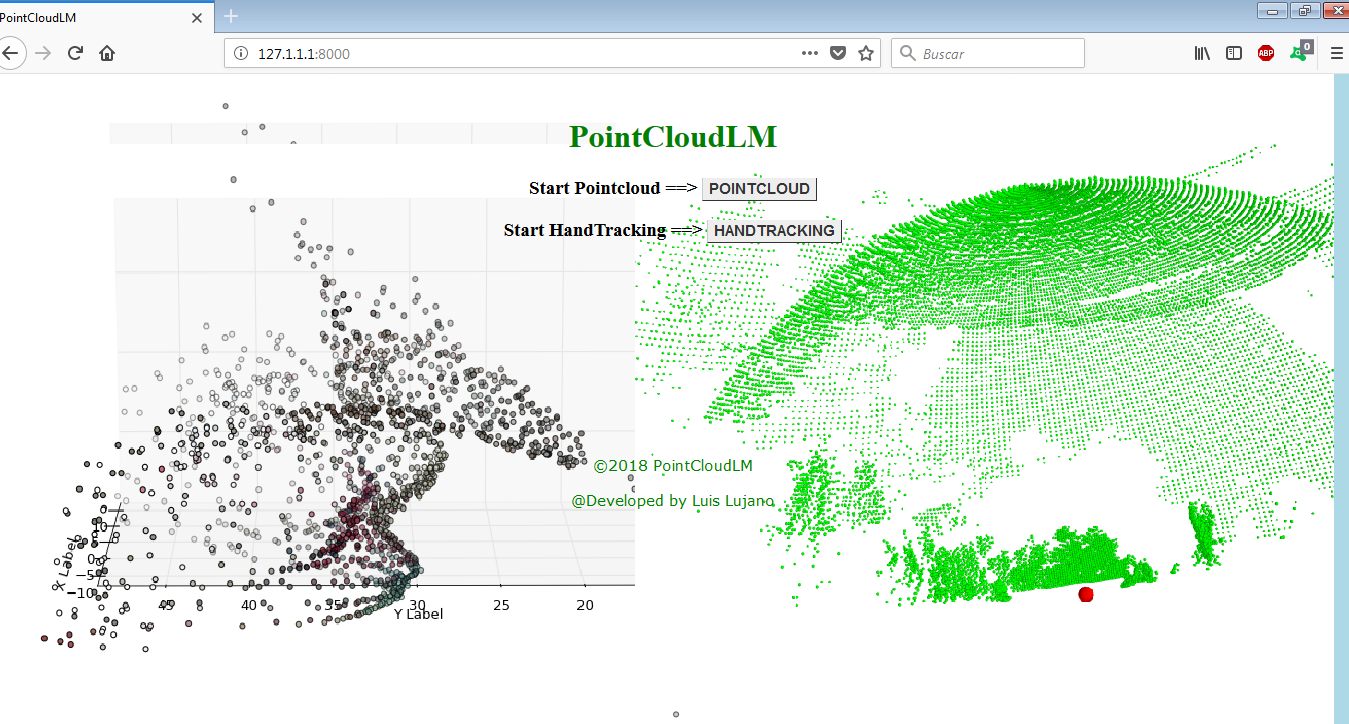 PointCloudLM
127.1.1.1:8000
Buscar
ABP
0
PointCloudLM
Start Pointcloud ==> POINTCLOUD
Start HandTracking ==> HANDTRACKING
©2018 PointCloudLM
@Developed by Luis Lujano
X Label
0
−5
−10
45
40
35
30
25
20
Y Label